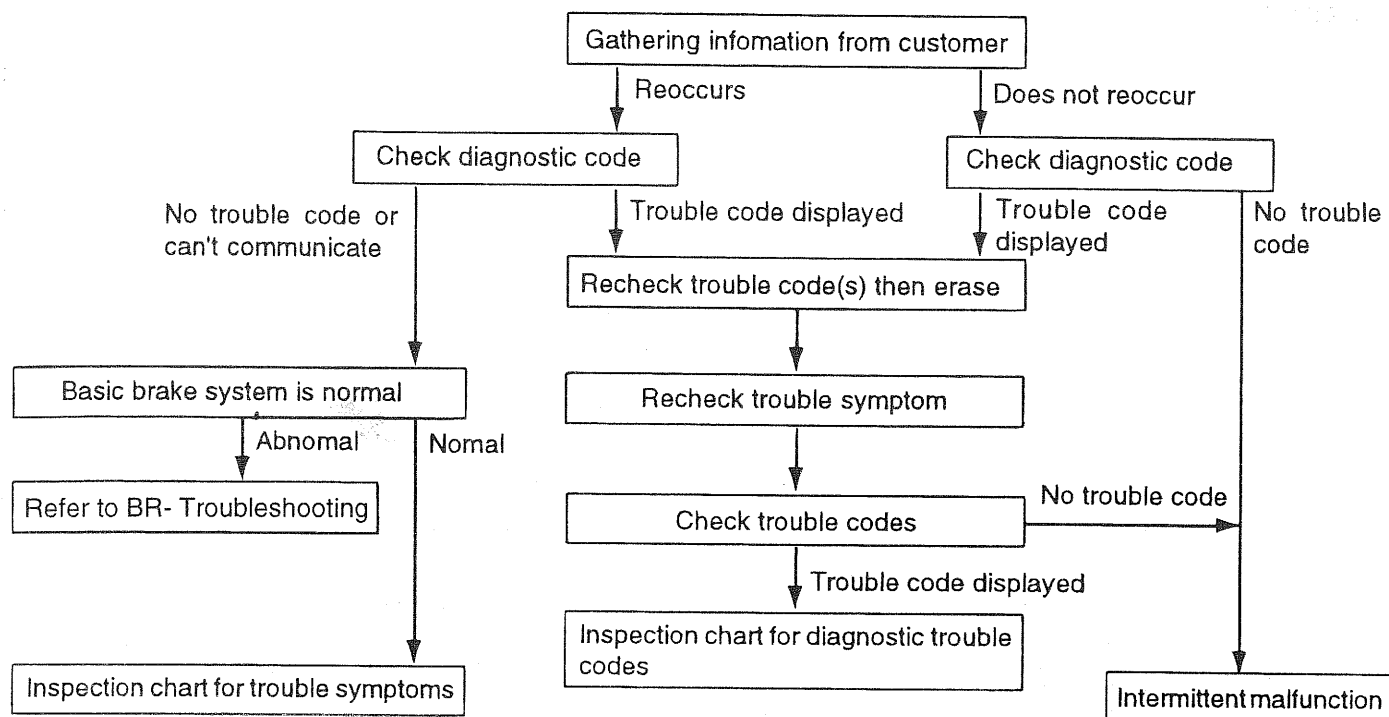 Gathering infomation from customer
Reoccurs
Does not reoccur
Check diagnostic code
Check diagnostic code
No trouble code or
can't communicate
Trouble code displayed
Trouble code
displayed
No trouble
code
Recheck trouble code(s) then erase
Basic brake system is normal
Recheck trouble symptom
Abnomal
Nomal
Refer to BR- Troubleshooting
Check trouble codes
No trouble code
Trouble code displayed
Inspection chart for diagnostic trouble
codes
Inspection chart for trouble symptoms
Intermittent malfunction